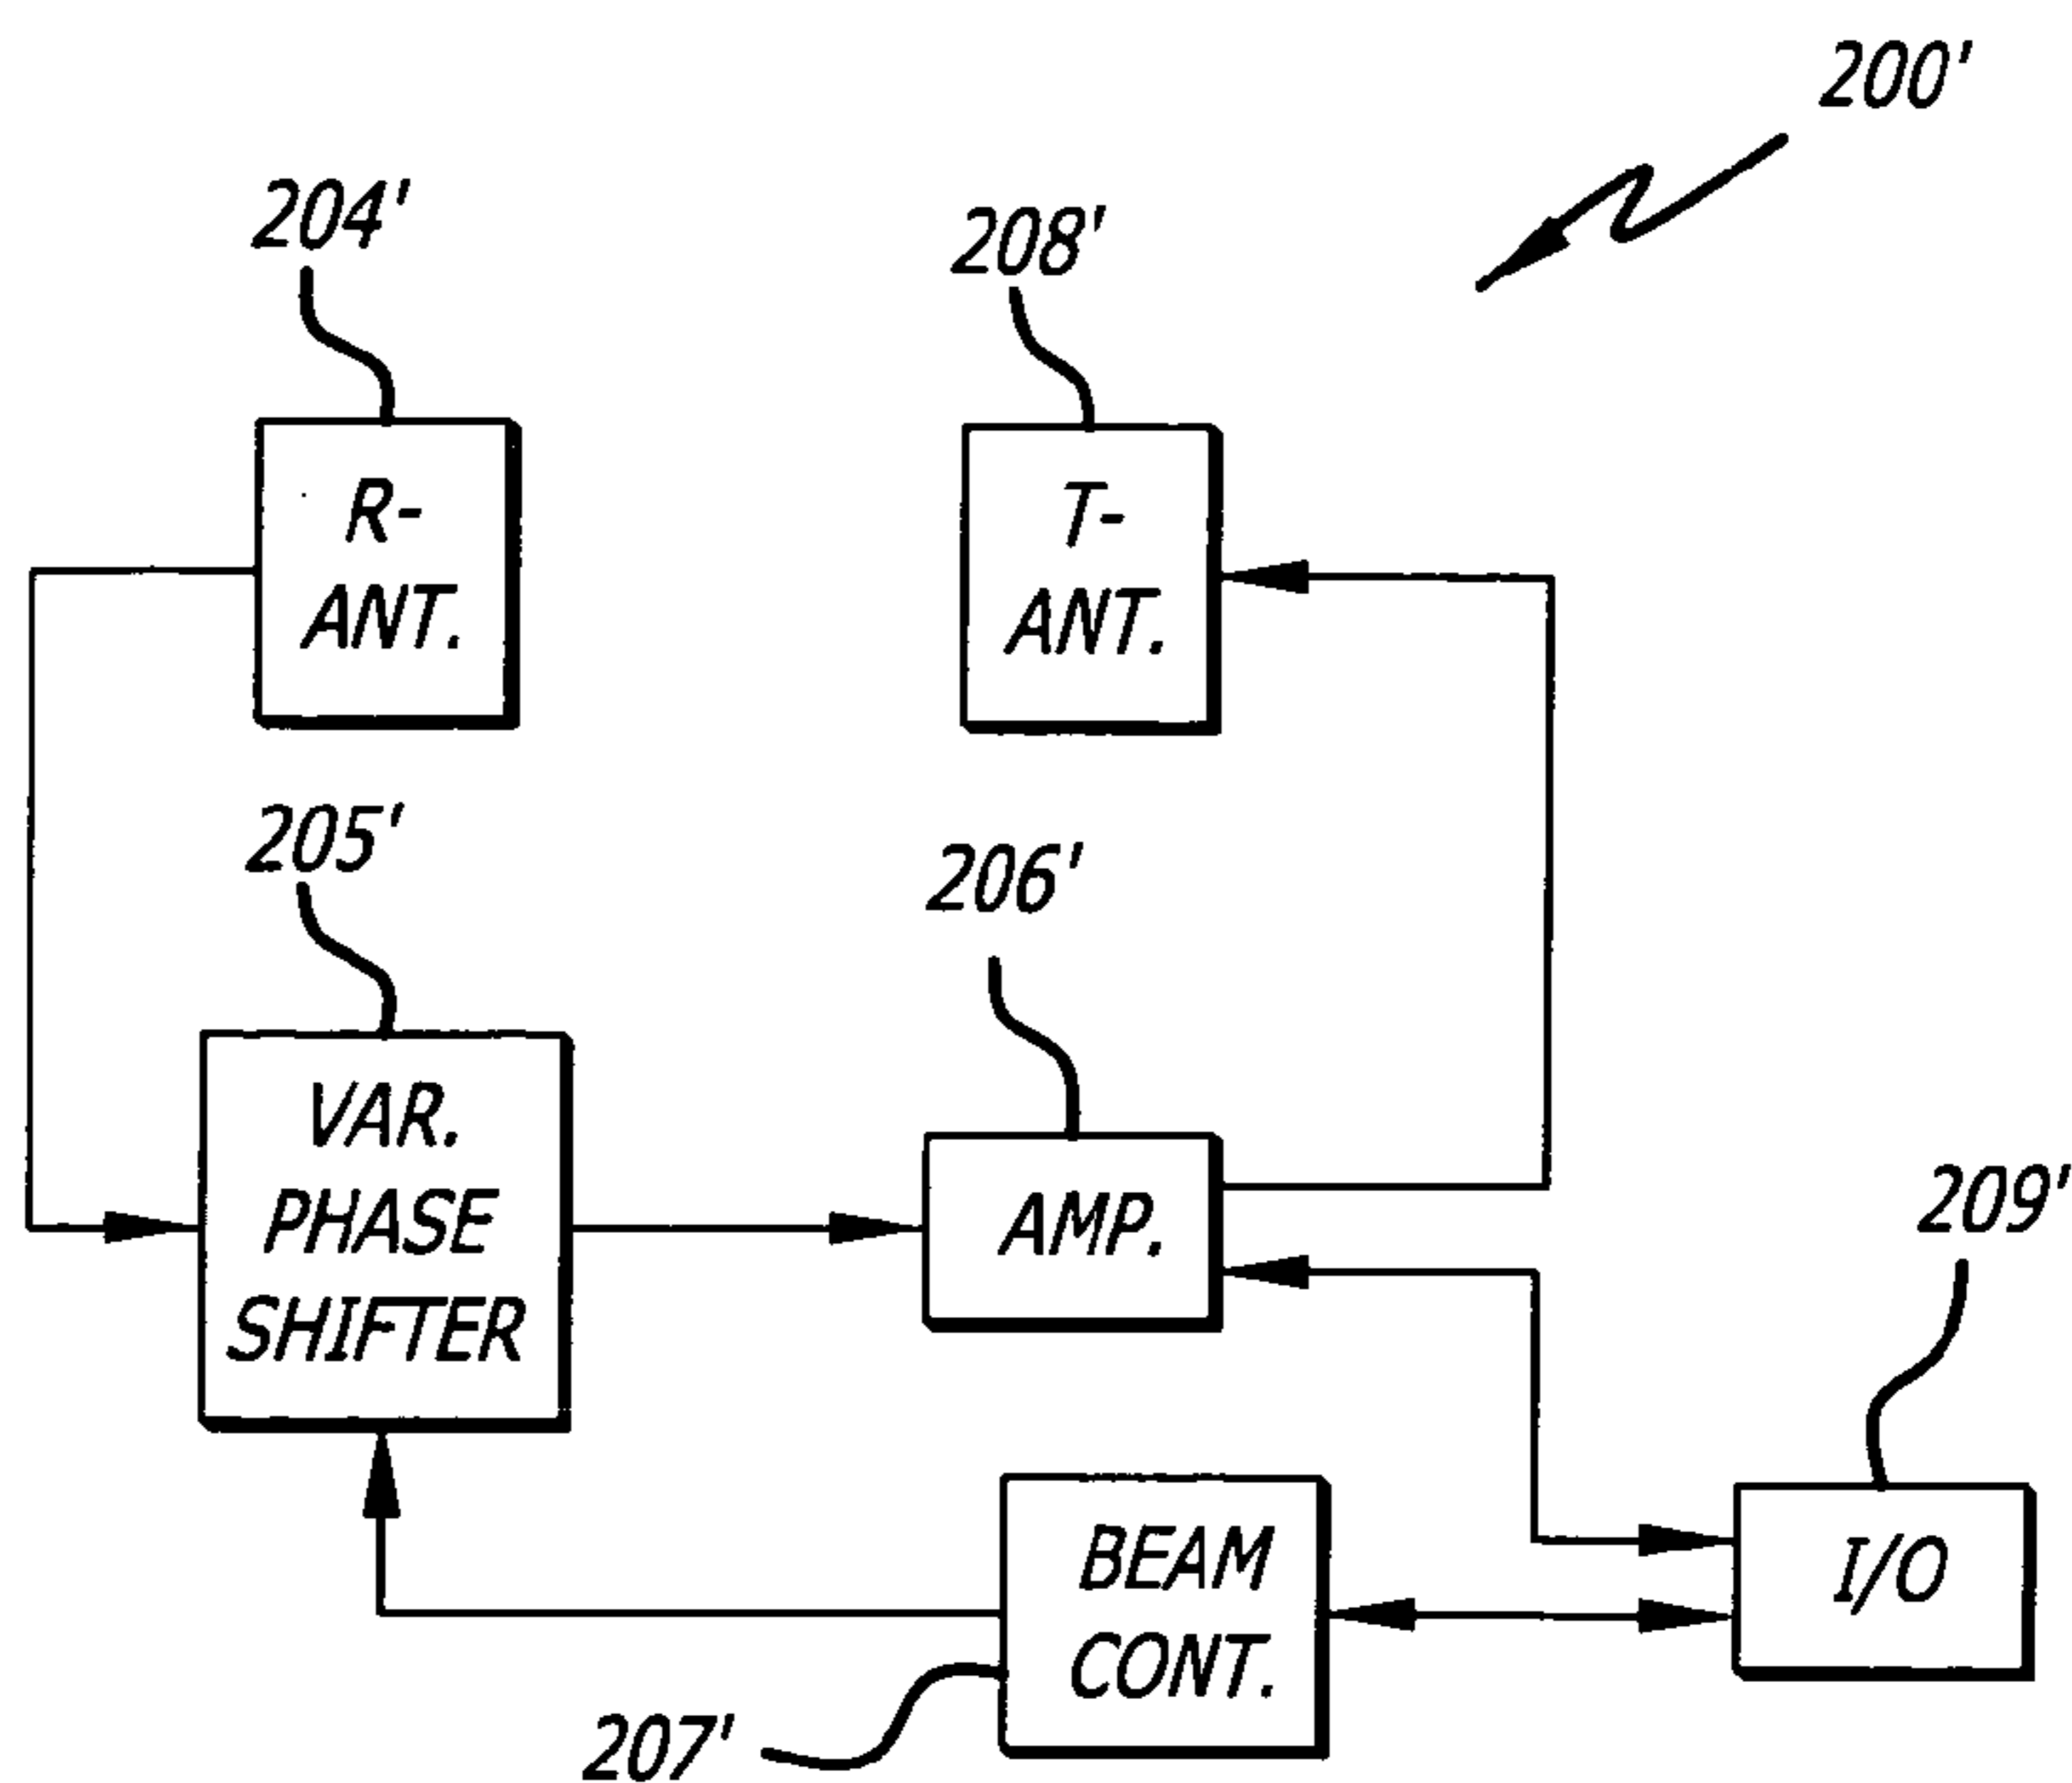 200'
204'
208'
R-
ANT.
T-
ANT.
205'
206'
VAR.
PHASE
SHIFTER
AMP.
209'
BEAM
CONT.
I/O
207'